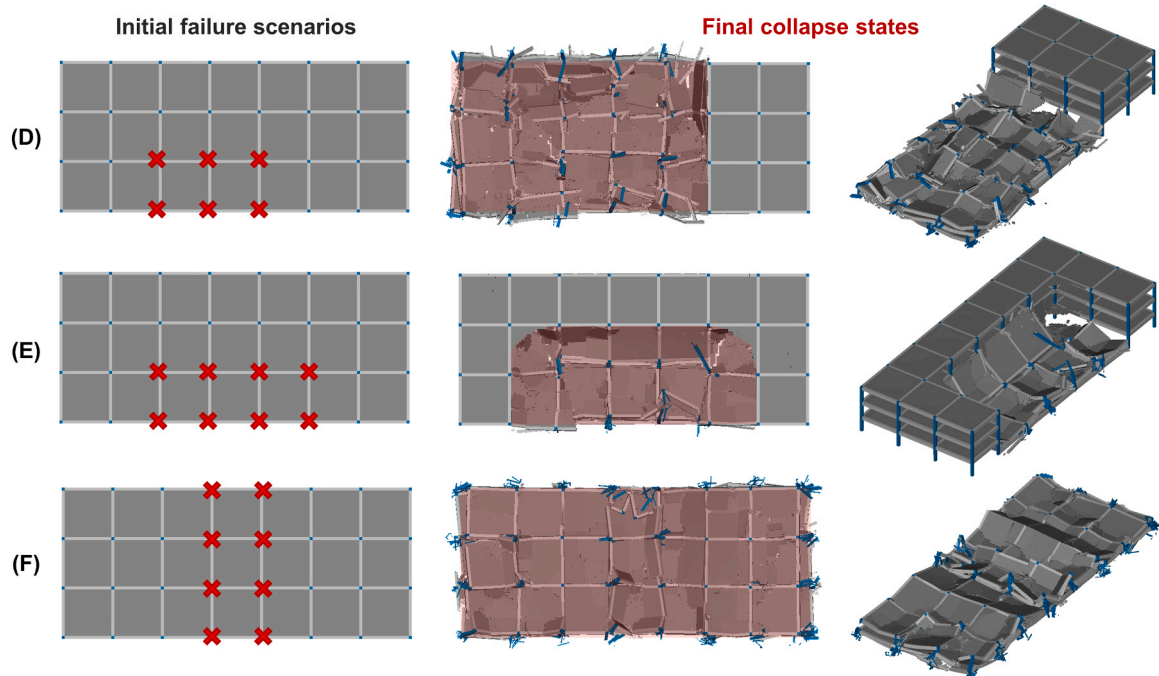 Initial failure scenarios
Final collapse states
(D)
(E)
(F)